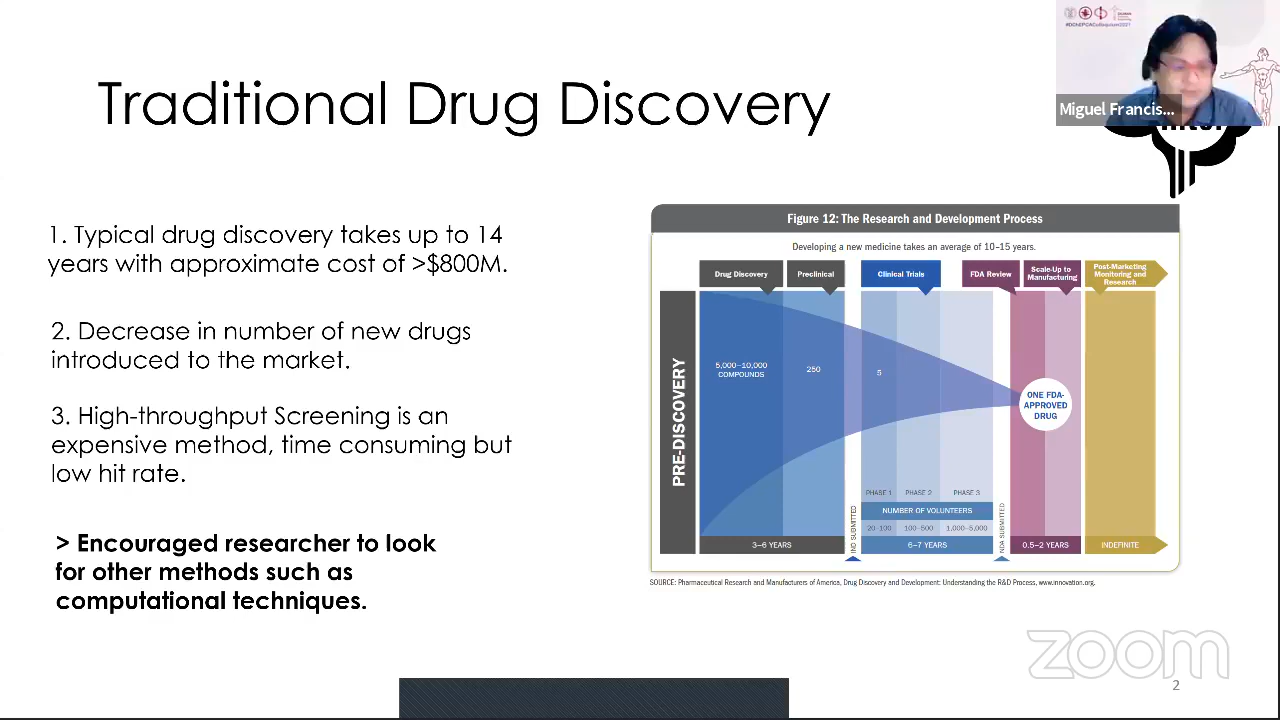 #DChEPCAColloquium2021
Miguel Francis...
Traditional Drug Discovery
1. Typical drug discovery takes up to 14
years with approximate cost of >$800M.
2. Decrease in number of new drugs
introduced to the market.
3. High-throughput Screening is an
expensive method, time consuming but
low hit rate.
> Encouraged researcher to look
for other methods such as
computational techniques.
Figure 12: The Research and Development Process
Developing a new medicine takes an average of 10–15 years.
Drug Discovery
Preclinical
Clinical Trials
FDA Review
Scale-Up to
Manufacturing
Post-Marketing
Monitoring and
Research
PRE-DISCOVERY
5,000–10,000
COMPOUNDS
250
5
ONE FDA-
APPROVED
DRUG
PHASE 1
PHASE 2
PHASE 3
NUMBER OF VOLUNTEERS
20–100
100–500
1,000–5,000
IND SUBMITTED
NDA SUBMITTED
3–6 YEARS
6–7 YEARS
0.5–2 YEARS
INDEFINITE
SOURCE: Pharmaceutical Research and Manufacturers of America, Drug Discovery and Development: Understanding the R&D Process, www.innovation.org.
zoom
2